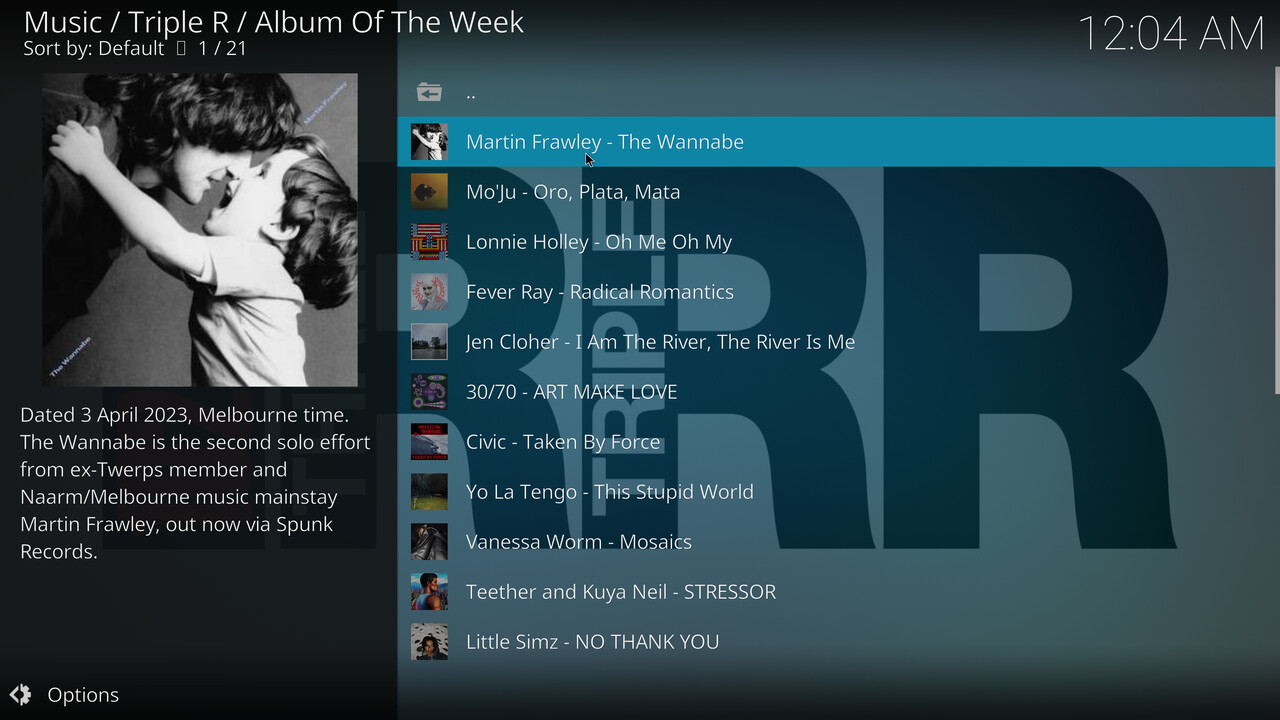 Music / Triple R / Album Of The Week
Sort by: Default 1 / 21
12:04 AM
Martin Frawley
The Wannabe
Dated 3 April 2023, Melbourne time.
The Wannabe is the second solo effort
from ex-Twerps member and
Naarm/Melbourne music mainstay
Martin Frawley, out now via Spunk
Records.
Options
..
Martin Frawley - The Wannabe
Mo'Ju - Oro, Plata, Mata
Lonnie Holley - Oh Me Oh My
Fever Ray - Radical Romantics
Jen Cloher - I Am The River, The River Is Me
30/70 - ART MAKE LOVE
Civic - Taken By Force
Yo La Tengo - This Stupid World
Vanessa Worm - Mosaics
Teether and Kuya Neil - STRESSOR
Little Simz - NO THANK YOU
TRIPLE
RRR